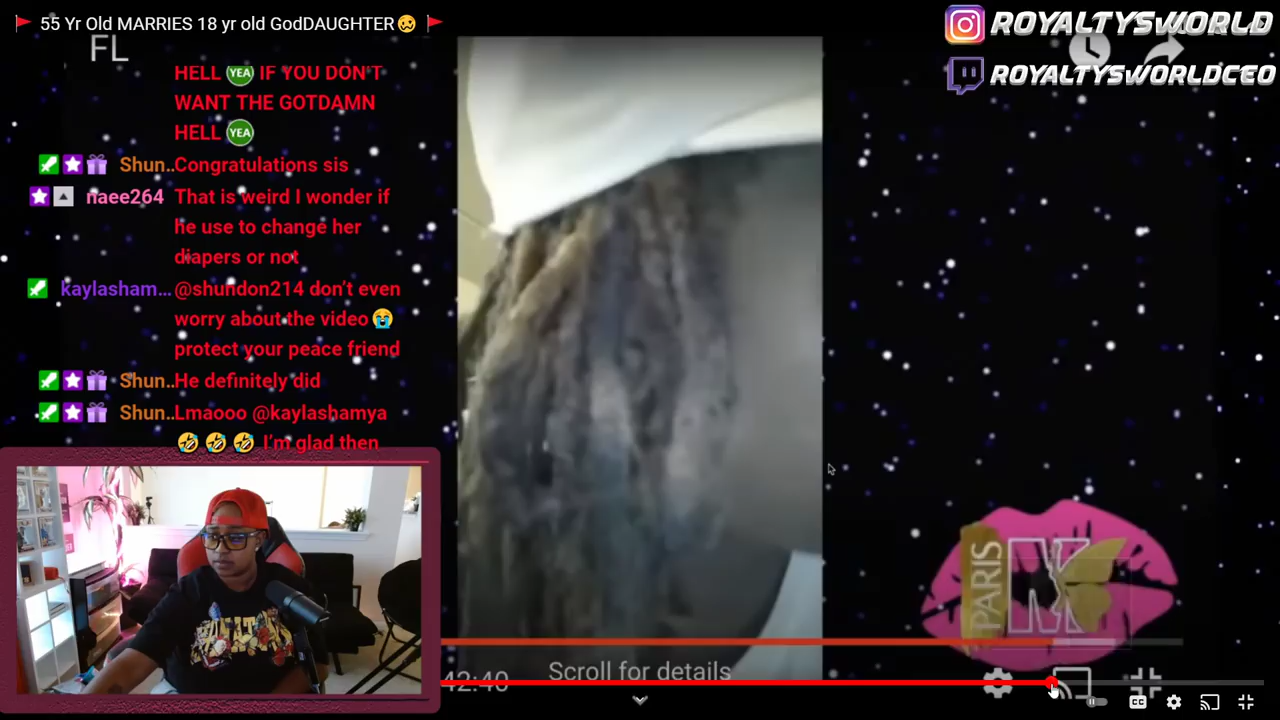 55 Yr Old MARRIES 18 yr old GodDAUGHTER
FL
HELL YEA IF YOU DON'T
WANT THE GOTDAMN
HELL YEA
Shun.. Congratulations sis
naee264 That is weird I wonder if
he use to change her
diapers or not
kaylasham... @shundon214 don't even
worry about the video
protect your peace friend
Shun.. He definitely did
Shun.. Lmaooo @kaylashamya
I'm glad then
ROYALTYSWORLD
ROYALTYSWORLDCEO
PARIS
42:40
Scroll for details
CC